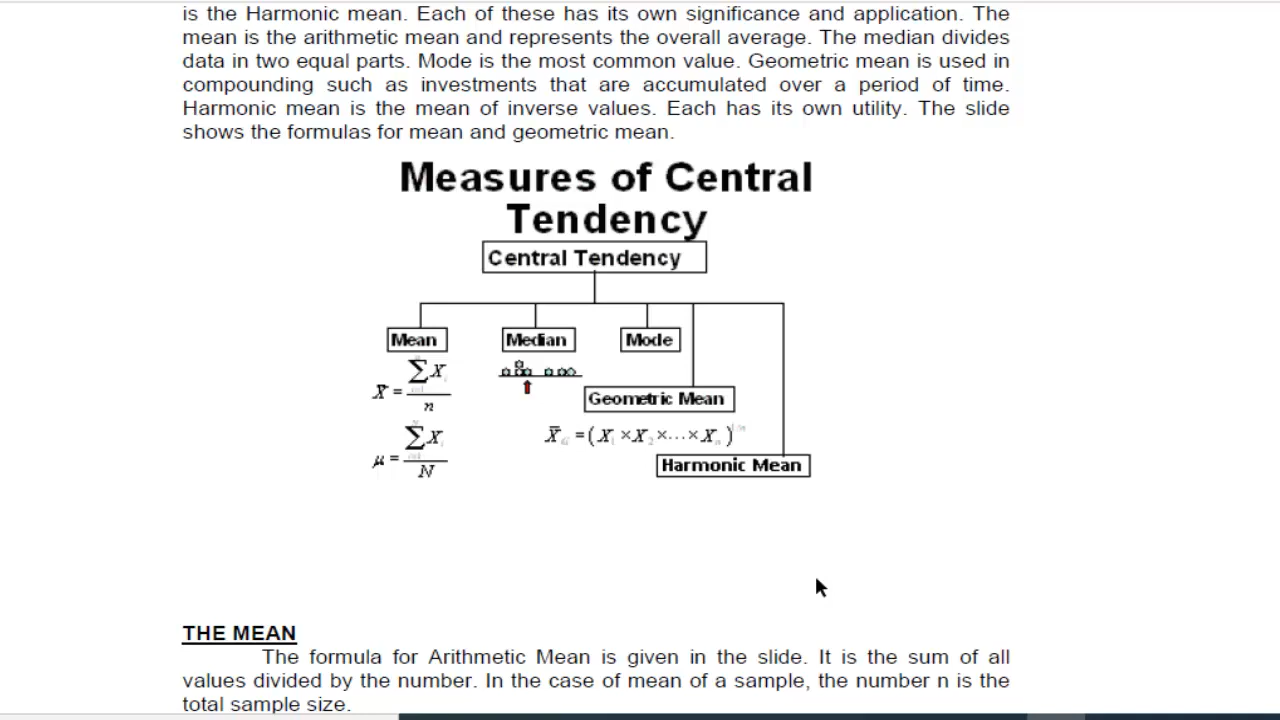 is the Harmonic mean. Each of these has its own significance and application. The
mean is the arithmetic mean and represents the overall average. The median divides
data in two equal parts. Mode is the most common value. Geometric mean is used in
compounding such as investments that are accumulated over a period of time.
Harmonic mean is the mean of inverse values. Each has its own utility. The slide
shows the formulas for mean and geometric mean.
Measures of Central
Tendency
Central Tendency
Mean
Median
Mode
X̄ = ∑X / n
Geometric Mean
μ = ∑Xᵢ / N
X̄_G = ( X₁ × X₂ × … × Xₙ )^1/n
Harmonic Mean
THE MEAN
The formula for Arithmetic Mean is given in the slide. It is the sum of all
values divided by the number. In the case of mean of a sample, the number n is the
total sample size.